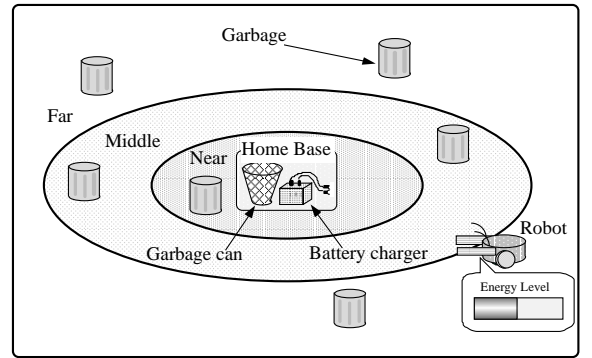 Garbage
Far
Middle
Near
Home Base
Garbage can
Battery charger
Robot
Energy Level